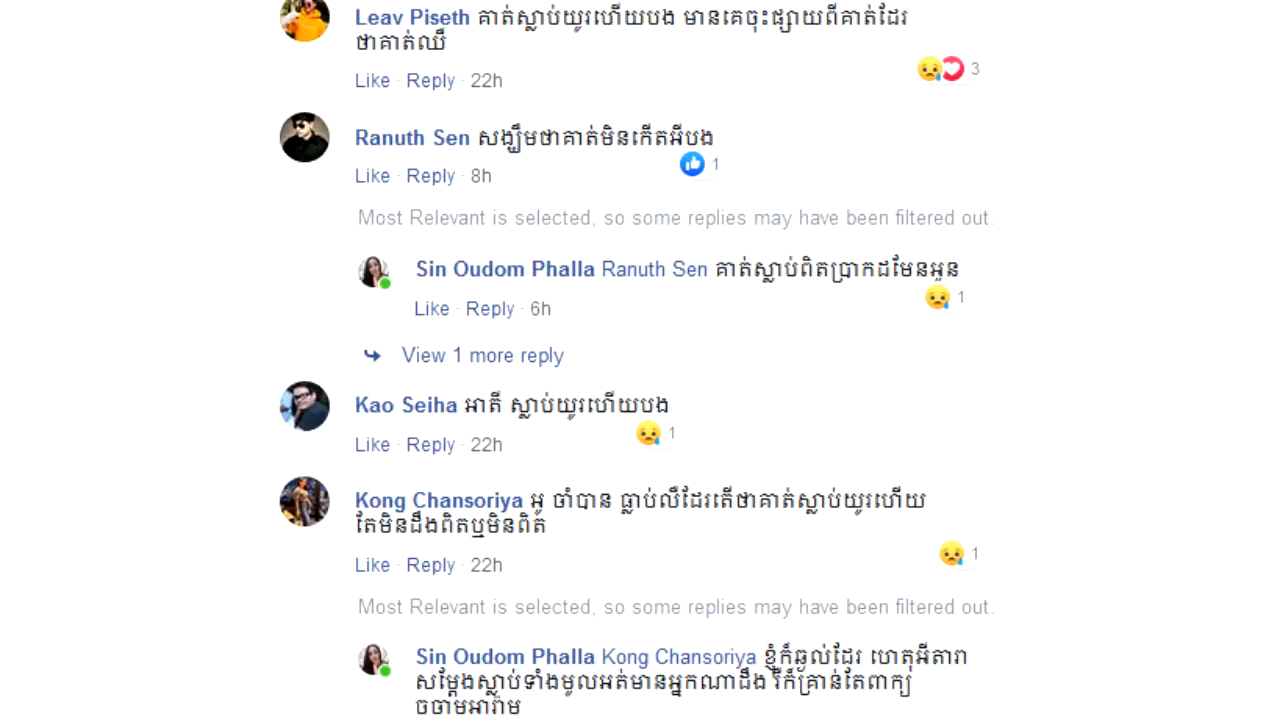 Leav Piseth គាត់ស្លាប់យូរហើយបង មានគេចុះផ្សាយពីគាត់ដែរ
ថាគាត់ឈឺ
Like · Reply · 22h
3
Ranuth Sen សង្ឃឹមថាគាត់មិនកើតអីបង
1
Like · Reply · 8h
Most Relevant is selected, so some replies may have been filtered out.
Sin Oudom Phalla Ranuth Sen គាត់ស្លាប់ពិតប្រាកដមែនអូន
1
Like · Reply · 6h
View 1 more reply
Kao Seiha អាតី ស្លាប់យូរហើយបង
1
Like · Reply · 22h
Kong Chansoriya អូ ចាំបាន ធ្លាប់លឺដែរតើថាគាត់ស្លាប់យូរហើយ
តែមិនដឹងពិតឬមិនពិត
1
Like · Reply · 22h
Most Relevant is selected, so some replies may have been filtered out.
Sin Oudom Phalla Kong Chansoriya ខ្ញុំក៏ឆ្ងល់ដែរ ហេតុអីតារា
សម្ដែងស្លាប់ទាំងមូលអត់មានអ្នកណាដឹង រឺក៏គ្រាន់តែពាក្យ
ចចាមអារ៉ាម